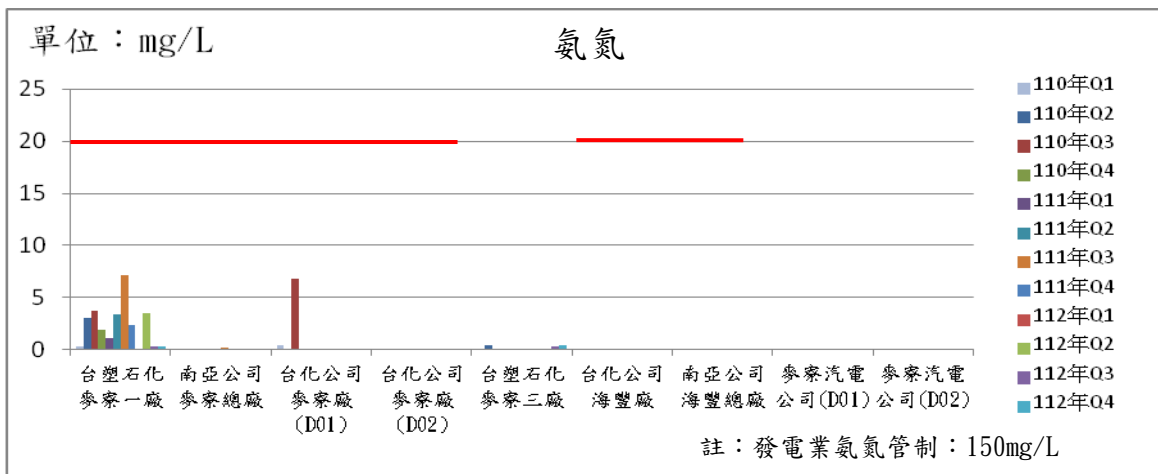 單位：mg/L
氨氮
25
20
15
10
5
0
台塑石化
麥寮一廠
南亞公司
麥寮總廠
台化公司
麥寮廠
(D01)
台化公司
麥寮廠
(D02)
台塑石化
麥寮三廠
台化公司
海豐廠
南亞公司
海豐總廠
麥寮汽電
公司(D01)
麥寮汽電
公司(D02)
110年Q1
110年Q2
110年Q3
110年Q4
111年Q1
111年Q2
111年Q3
111年Q4
112年Q1
112年Q2
112年Q3
112年Q4
註：發電業氨氮管制：150mg/L